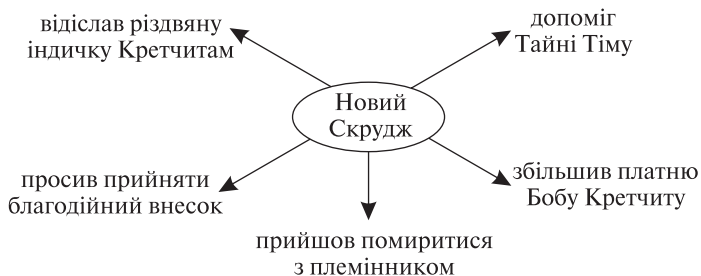 відіслав різдвяну
індичку Кретчитам
допоміг
Тайні Тіму
Новий
Скрудж
просив прийняти
благодійний внесок
збільшив платню
Бобу Кретчиту
прийшов помиритися
з племінником